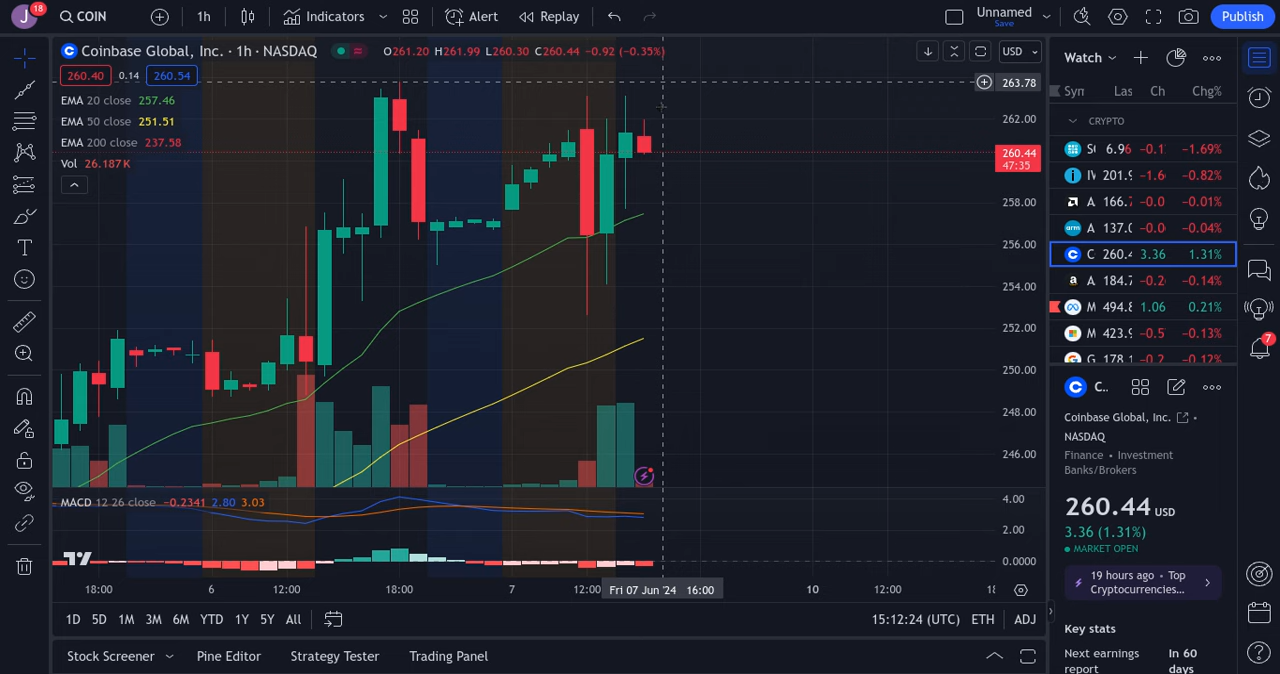 J 18 COIN 1h Indicators Alert Replay Unnamed Save Publish
Coinbase Global, Inc. · 1h · NASDAQ O261.20 H261.99 L260.30 C260.44 −0.92 (−0.35%) USD
260.40 0.14 260.54
EMA 20 close 257.46
EMA 50 close 251.51
EMA 200 close 237.58
Vol 26.187K
263.78
262.00
260.44
47:35
258.00
256.00
254.00
252.00
250.00
248.00
246.00
MACD 12 26 close −0.2341 2.80 3.03
4.00
2.00
0.0000
18:00 6 12:00 18:00 7 12:00 Fri 07 Jun '24 16:00 10 12:00
1D 5D 1M 3M 6M YTD 1Y 5Y All 15:12:24 (UTC) ETH ADJ
Stock Screener Pine Editor Strategy Tester Trading Panel
Watch
Ch Chg%
CRYPTO
6.96 −1.69%
201.9 −1.6 −0.82%
A 166.7 −0.0 −0.01%
arm A 137.0 −0.0 −0.04%
C 260.4 3.36 1.31%
a A 184.7 −0.2 −0.14%
M 494.8 1.06 0.21%
M 423.9 −0.5 −0.13%
G 178.1 −0.2 −0.12%
7
C..
Coinbase Global, Inc. ·
NASDAQ
Finance · Investment
Banks/Brokers
260.44 USD
3.36 (1.31%)
MARKET OPEN
19 hours ago · Top
Cryptocurrencies...
Key stats
Next earnings In 60
report days